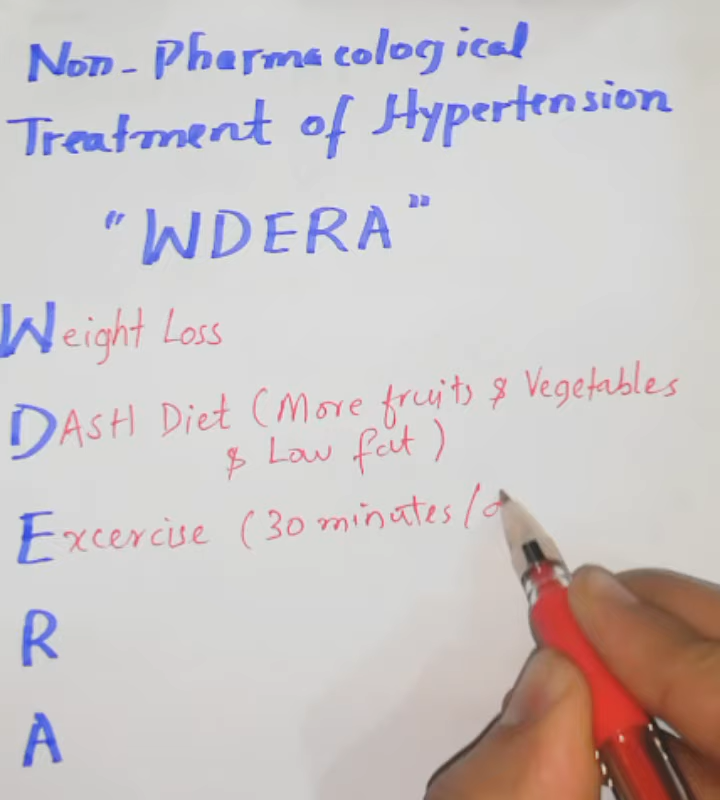 Non-Pharmacological
Treatment of Hypertension
"WDERA"
Weight Loss
DASH Diet (More fruits & Vegetables
& Low fat)
Excercise (30 minutes/
R
A